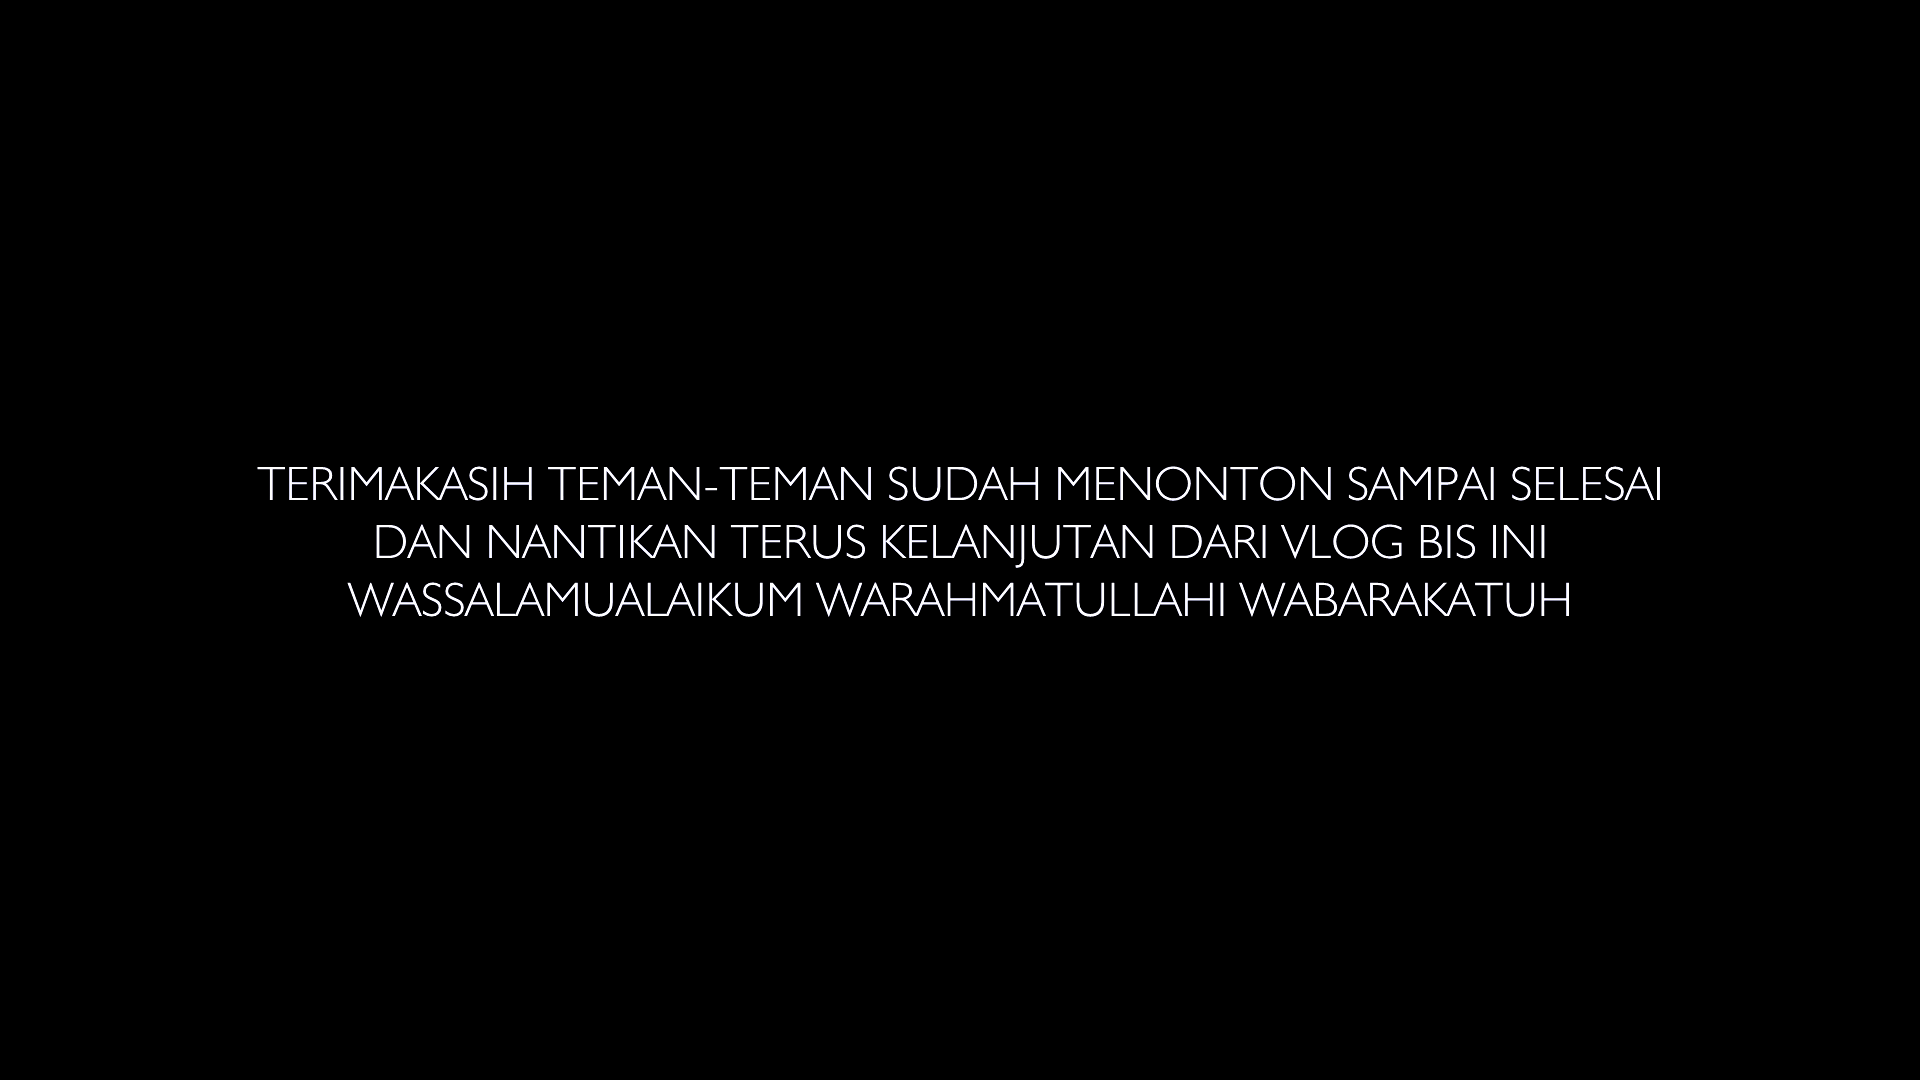 TERIMAKASIH TEMAN-TEMAN SUDAH MENONTON SAMPAI SELESAI
DAN NANTIKAN TERUS KELANJUTAN DARI VLOG BIS INI
WASSALAMUALAIKUM WARAHMATULLAHI WABARAKATUH